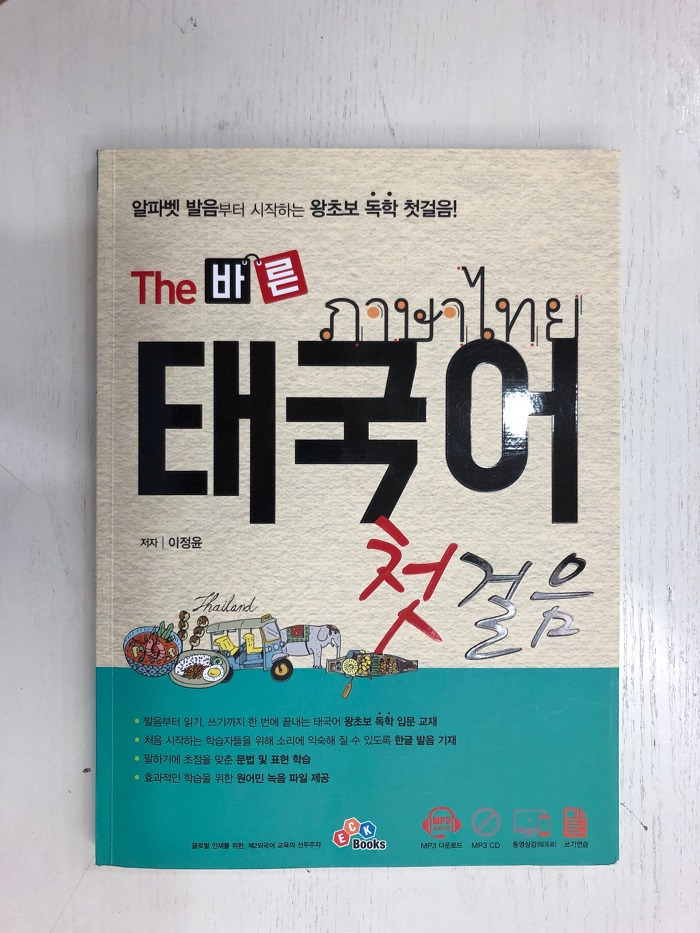 알파벳 발음부터 시작하는 왕초보 독학 첫걸음!
The 바른
ภาษาไทย
태국어
저자 | 이정윤
첫걸음
Thailand
발음부터 읽기, 쓰기까지 한 번에 끝내는 태국어 왕초보 독학 입문 교재
처음 시작하는 학습자들을 위해 소리에 익숙해 질 수 있도록 한글 발음 기재
말하기에 초점을 맞춘 문법 및 표현 학습
효과적인 학습을 위한 원어민 녹음 파일 제공
글로벌 인재를 위한, 제2외국어 교육의 선두주자
ECK Books
MP3
MP3 다운로드
MP3 CD
동영상강의(유료)
쓰기연습